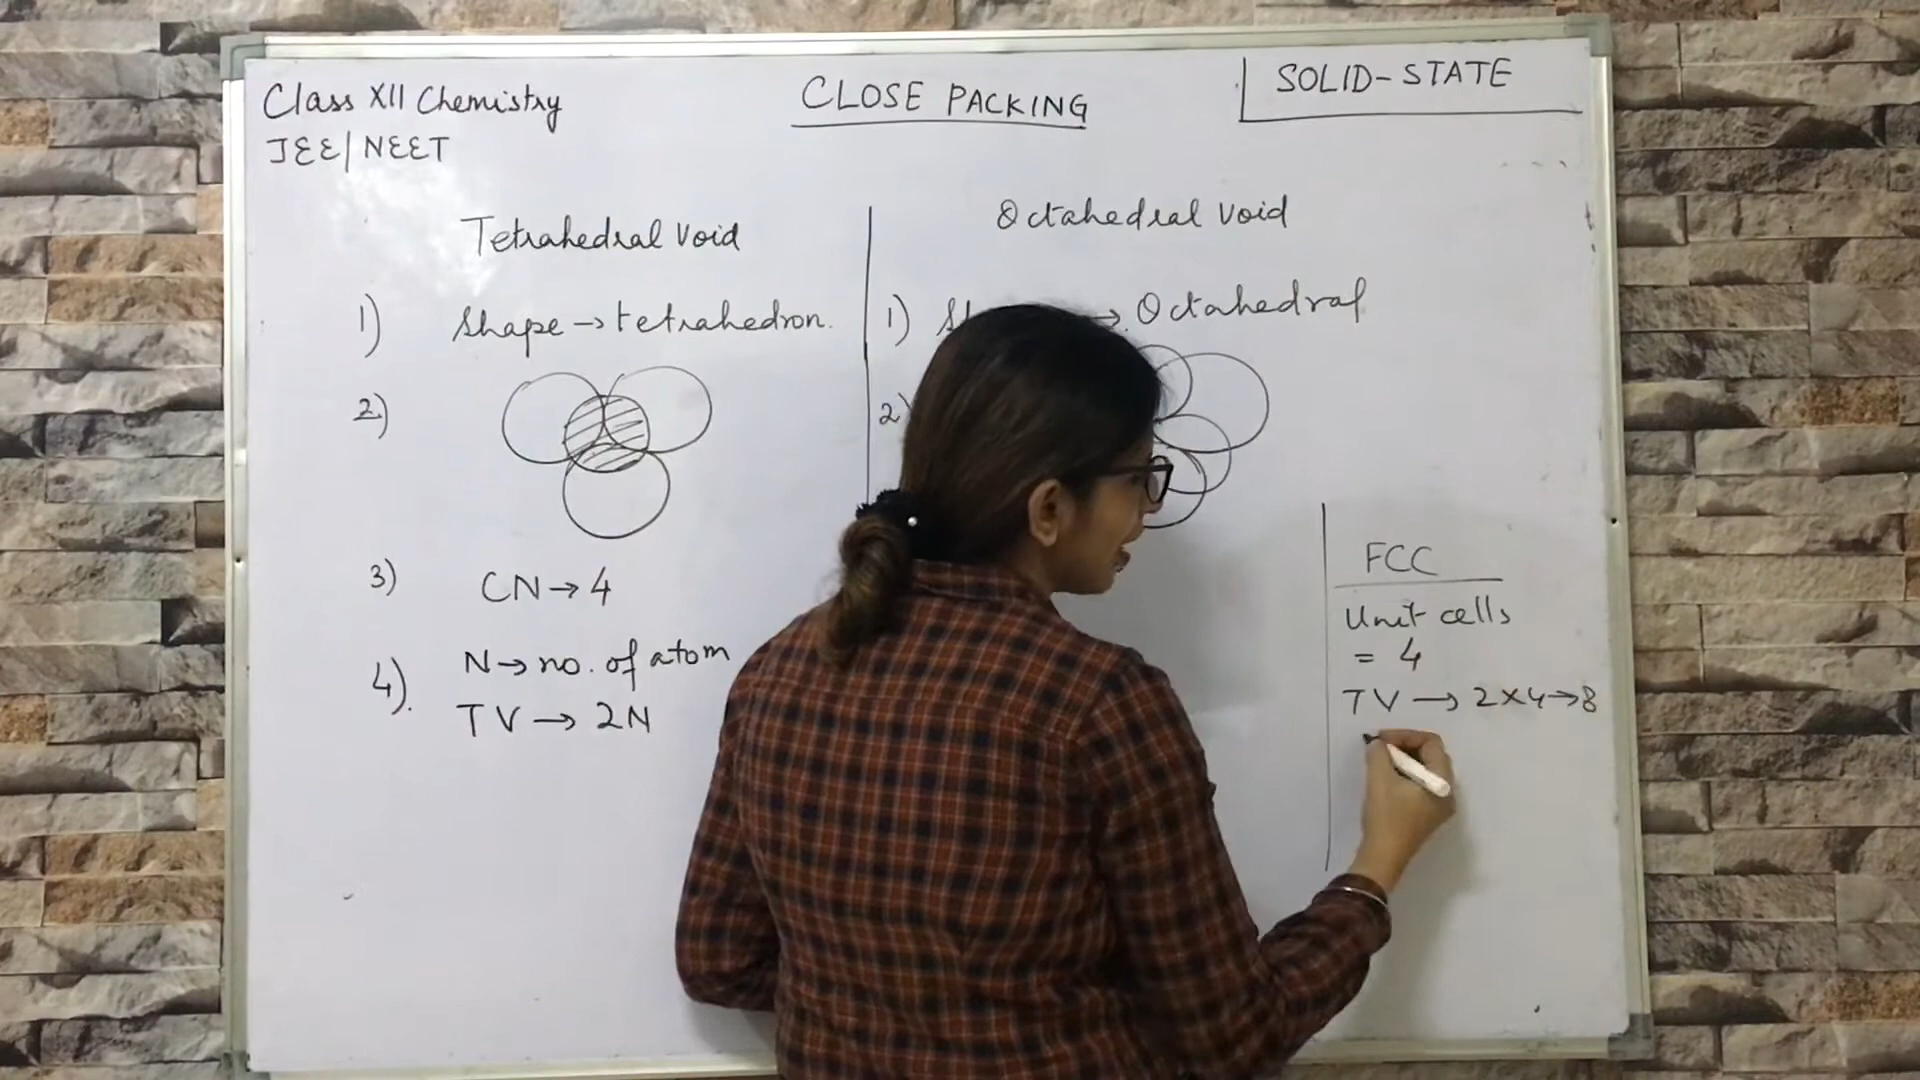 Class XII Chemistry
JEE/NEET
CLOSE PACKING
SOLID-STATE
Tetrahedral Void
1) Shape → tetrahedron.
2)
3) CN → 4
4). N → no. of atom
TV → 2N
Octahedral Void
1) → Octahedral
2)
FCC
Unit cells
= 4
TV → 2×4→8